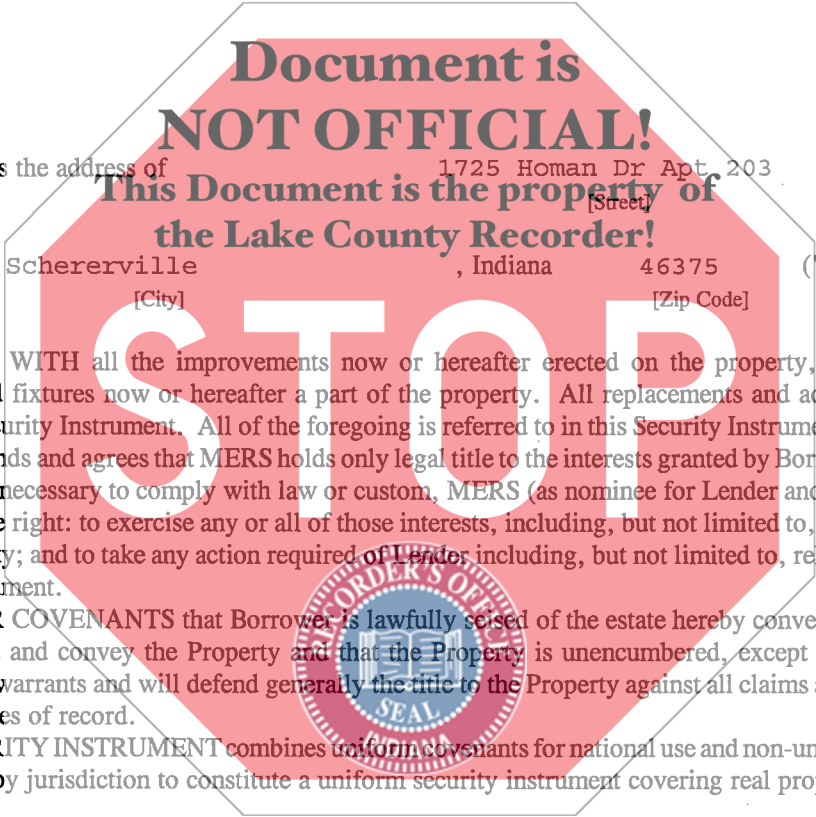 Document is
NOT OFFICIAL!
s the address of 1725 Homan Dr Apt 203
This Document is the property of
[Street]
the Lake County Recorder!
Schererville , Indiana 46375 ("
[City] [Zip Code]
STOP
WITH all the improvements now or hereafter erected on the property,
fixtures now or hereafter a part of the property. All replacements and ad
urity Instrument. All of the foregoing is referred to in this Security Instrume
nds and agrees that MERS holds only legal title to the interests granted by Bor
necessary to comply with law or custom, MERS (as nominee for Lender and
e right: to exercise any or all of those interests, including, but not limited to,
y; and to take any action required of Lender including, but not limited to, rel
ment.
R COVENANTS that Borrower is lawfully seised of the estate hereby conve
and convey the Property and that the Property is unencumbered, except
warrants and will defend generally the title to the Property against all claims a
es of record.
RITY INSTRUMENT combines uniform covenants for national use and non-un
by jurisdiction to constitute a uniform security instrument covering real prop
RECORDER'S OFFICE
SEAL
INDIANA